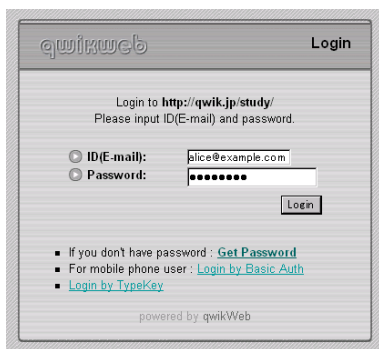 qwikweb
Login
Login to http://qwik.jp/study/
Please input ID(E-mail) and password.
ID(E-mail): alice@example.com
Password: ●●●●●●●●
Login
If you don't have password : Get Password
For mobile phone user : Login by Basic Auth
Login by TypeKey
powered by qwikWeb